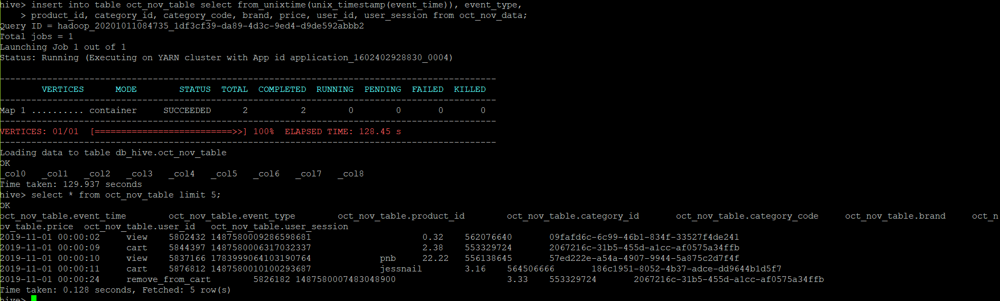 hive> insert into table oct_nov_table select from_unixtime(unix_timestamp(event_time)), event_type,
> product_id, category_id, category_code, brand, price, user_id, user_session from oct_nov_data;
Query ID = hadoop_20201011084735_1df3cf39-da89-4d3c-9ed4-d9de592abbb2
Total jobs = 1
Launching Job 1 out of 1
Status: Running (Executing on YARN cluster with App id application_1602402928830_0004)
----------------------------------------------------------------------------------------------
VERTICES MODE STATUS TOTAL COMPLETED RUNNING PENDING FAILED KILLED
----------------------------------------------------------------------------------------------
Map 1 .......... container SUCCEEDED 2 2 0 0 0 0
----------------------------------------------------------------------------------------------
VERTICES: 01/01 [==========================>>] 100% ELAPSED TIME: 128.45 s
----------------------------------------------------------------------------------------------
Loading data to table db_hive.oct_nov_table
OK
_col0 _col1 _col2 _col3 _col4 _col5 _col6 _col7 _col8
Time taken: 129.937 seconds
hive> select * from oct_nov_table limit 5;
OK
oct_nov_table.event_time oct_nov_table.event_type oct_nov_table.product_id oct_nov_table.category_id oct_nov_table.category_code oct_nov_table.brand oct_n
ov_table.price oct_nov_table.user_id oct_nov_table.user_session
2019-11-01 00:00:02 view 5802432 1487580009286598681 0.32 562076640 09fafd6c-6c99-46b1-834f-33527f4de241
2019-11-01 00:00:09 cart 5844397 1487580006317032337 2.38 553329724 2067216c-31b5-455d-a1cc-af0575a34ffb
2019-11-01 00:00:10 view 5837166 1783999064103190764 pnb 22.22 556138645 57ed222e-a54a-4907-9944-5a875c2d7f4f
2019-11-01 00:00:11 cart 5876812 1487580010100293687 jessnail 3.16 564506666 186c1951-8052-4b37-adce-dd9644b1d5f7
2019-11-01 00:00:24 remove_from_cart 5826182 1487580007483048900 3.33 553329724 2067216c-31b5-455d-a1cc-af0575a34ffb
Time taken: 0.128 seconds, Fetched: 5 row(s)
hive>